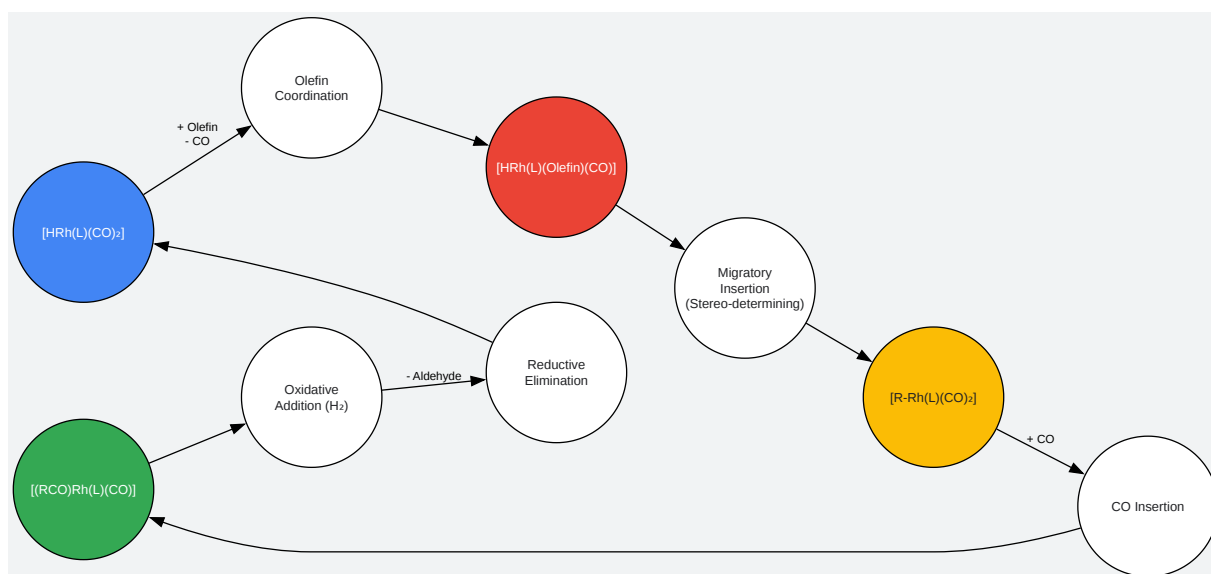 Olefin
Coordination
+ Olefin
- CO
[HRh(L)(Olefin)(CO)]
[HRh(L)(CO)₂]
Migratory
Insertion
(Stereo-determining)
Reductive
Elimination
- Aldehyde
Oxidative
Addition (H₂)
[R-Rh(L)(CO)₂]
+ CO
[(RCO)Rh(L)(CO)]
CO Insertion